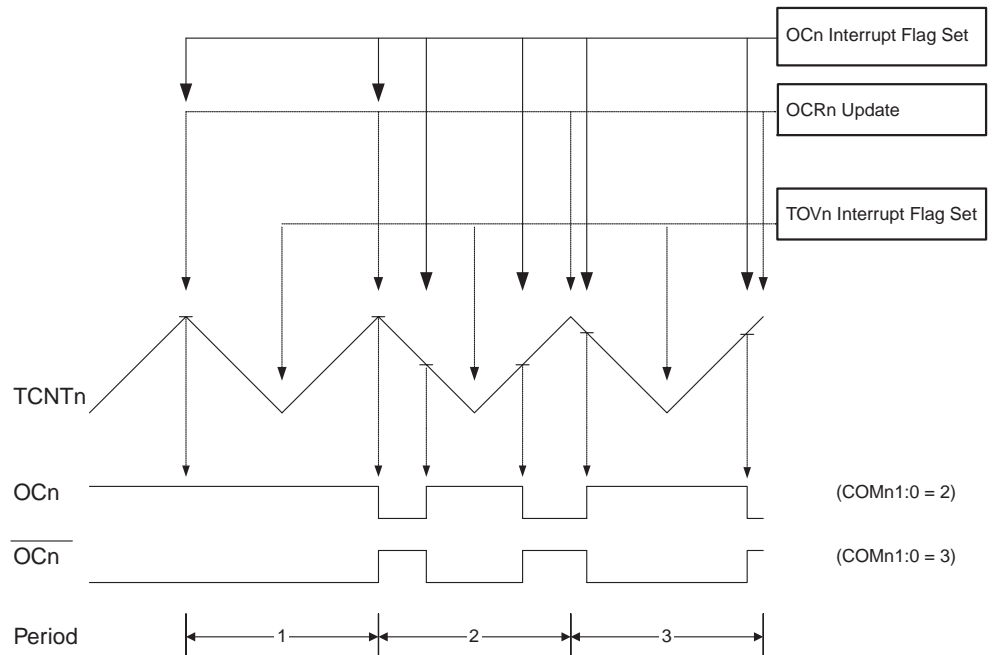 OCn Interrupt Flag Set
OCRn Update
TOVn Interrupt Flag Set
TCNTn
OCn
(COMn1:0 = 2)
OCn
(COMn1:0 = 3)
Period
1
2
3